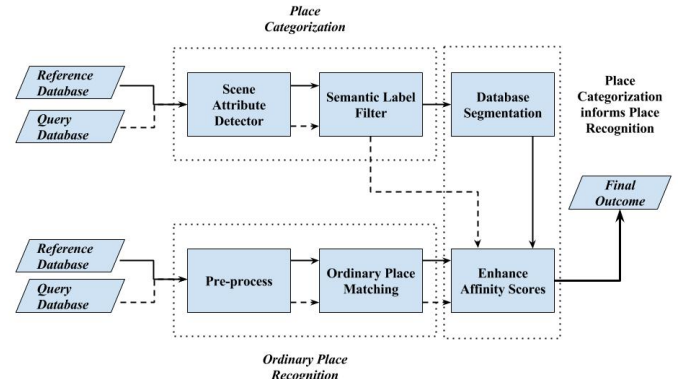 Place
Categorization
Reference
Database
Query
Database
Scene
Attribute
Detector
Semantic Label
Filter
Database
Segmentation
Place
Categorization
informs Place
Recognition
Final
Outcome
Reference
Database
Query
Database
Pre-process
Ordinary Place
Matching
Enhance
Affinity Scores
Ordinary Place
Recognition